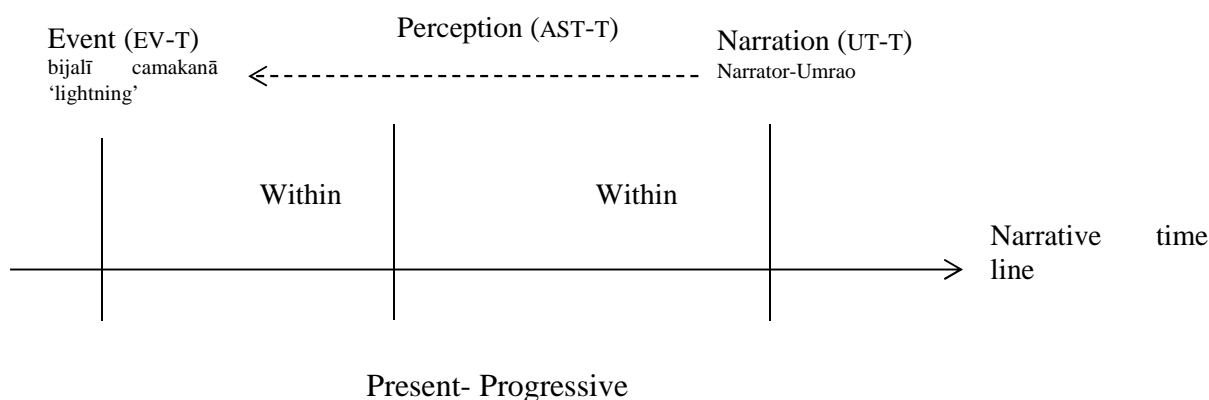 Event (EV-T)
bijalī camakanā
‘lightning’
Perception (AST-T)
Narration (UT-T)
Narrator-Umrao
Within
Within
Narrative time
line
Present- Progressive